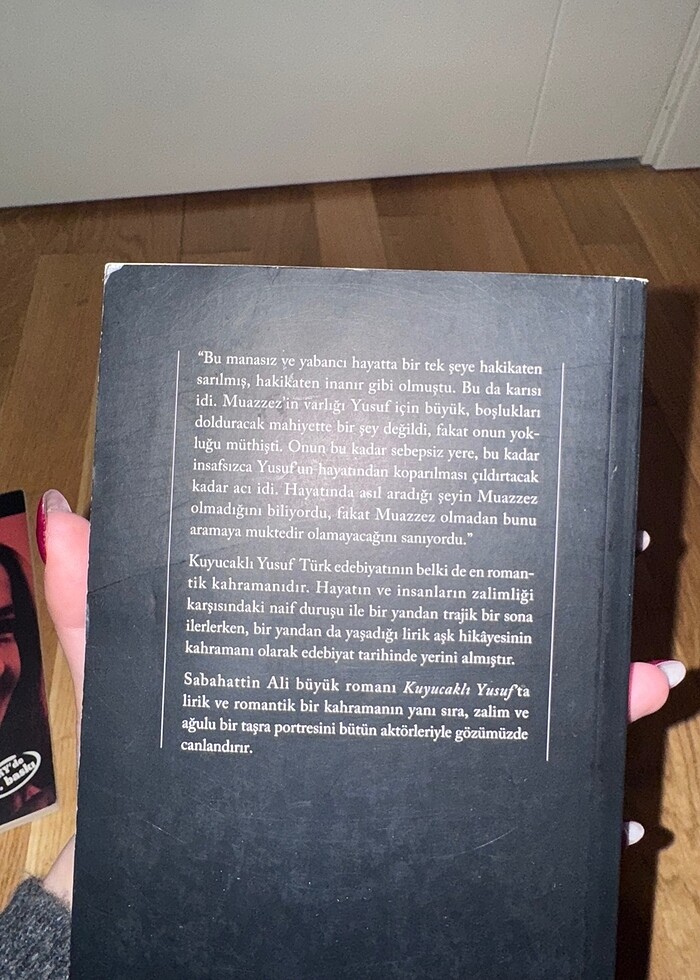 “Bu manasız ve yabancı hayatta bir tek şeye hakikaten
sarılmış, hakikaten inanır gibi olmuştu. Bu da karısı
idi. Muazzez’in varlığı Yusuf için büyük, boşlukları
dolduracak mahiyette bir şey değildi, fakat onun yok-
luğu müthişti. Onun bu kadar sebepsiz yere, bu kadar
insafsızca Yusuf’un hayatından koparılması çıldırtacak
kadar acı idi. Hayatında asıl aradığı şeyin Muazzez
olmadığını biliyordu, fakat Muazzez olmadan bunu
aramaya muktedir olamayacağını sanıyordu.”
Kuyucaklı Yusuf Türk edebiyatının belki de en roman-
tik kahramanıdır. Hayatın ve insanların zalimliği
karşısındaki naif duruşu ile bir yandan trajik bir sona
ilerlerken, bir yandan da yaşadığı lirik aşk hikâyesinin
kahramanı olarak edebiyat tarihinde yerini almıştır.
Sabahattin Ali büyük romanı Kuyucaklı Yusuf’ta
lirik ve romantik bir kahramanın yanı sıra, zalim ve
ağulu bir taşra portresini bütün aktörleriyle gözümüzde
canlandırır.
baskı